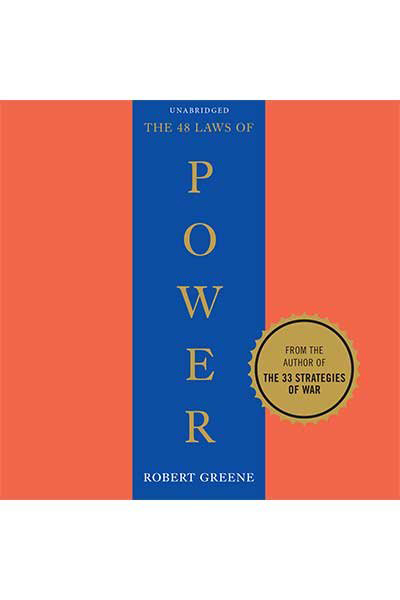 UNABRIDGED
THE 48 LAWS OF
P
O
W
E
R
FROM THE
AUTHOR OF
THE 33 STRATEGIES
OF WAR
ROBERT GREENE